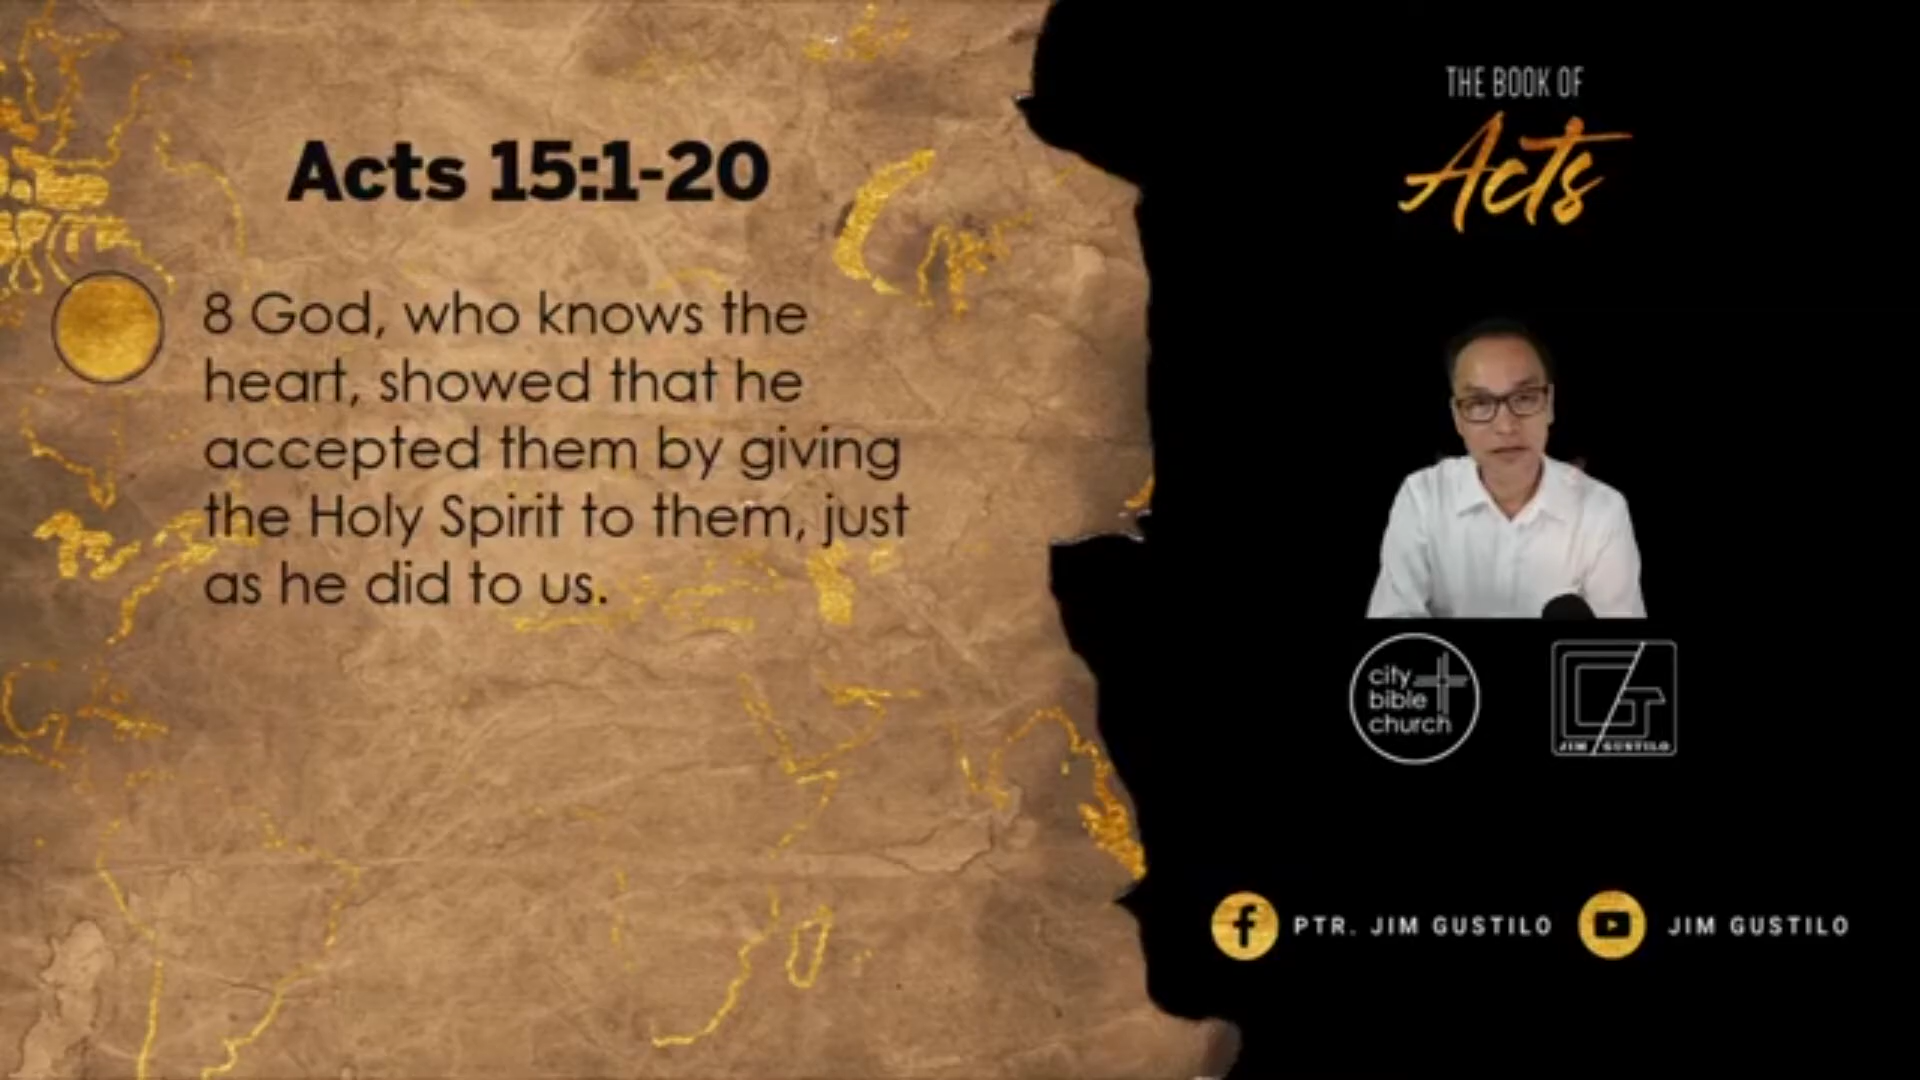 Acts 15:1-20
8 God, who knows the
heart, showed that he
accepted them by giving
the Holy Spirit to them, just
as he did to us.
THE BOOK OF
Acts
city
bible
church
JIM GUSTILO
PTR. JIM GUSTILO
JIM GUSTILO